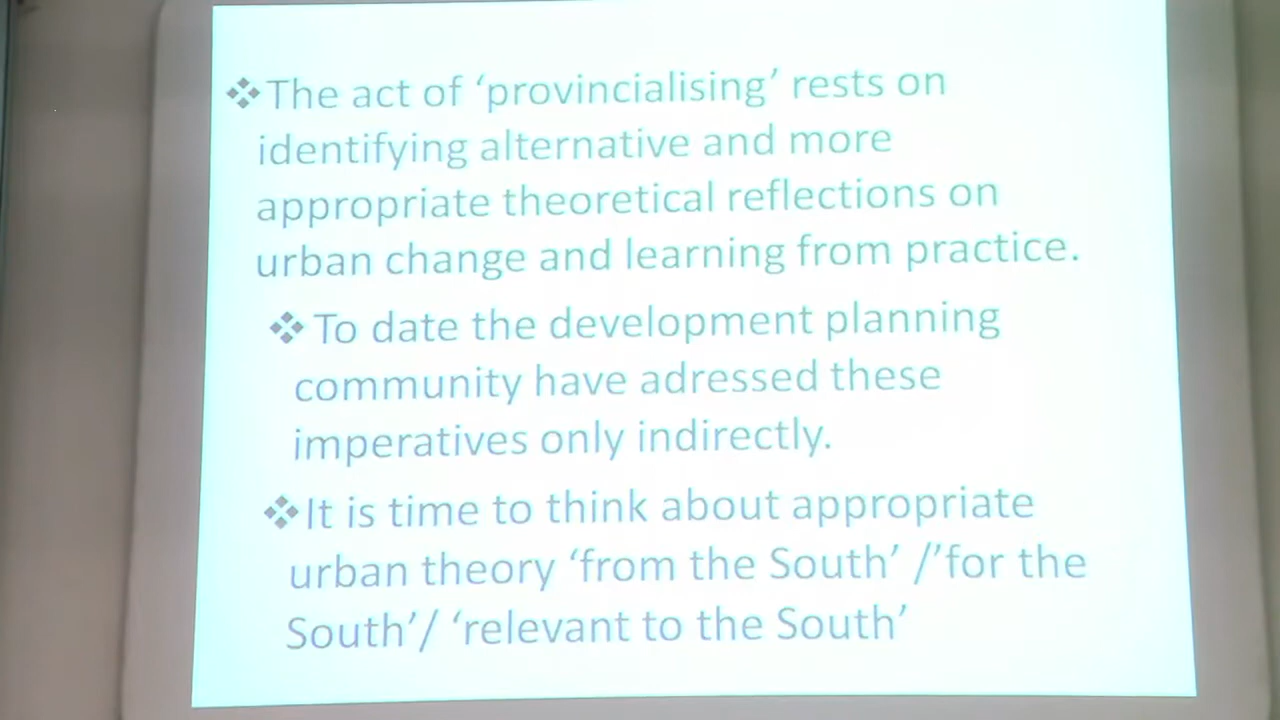 ❖The act of ‘provincialising’ rests on
identifying alternative and more
appropriate theoretical reflections on
urban change and learning from practice.
❖To date the development planning
community have adressed these
imperatives only indirectly.
❖It is time to think about appropriate
urban theory ‘from the South’ /’for the
South’/ ‘relevant to the South’